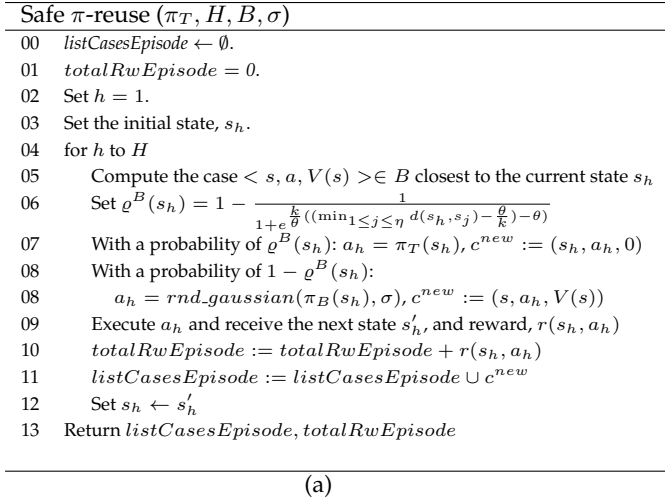 Safe π-reuse (π_T, H, B, σ)
00 listCasesEpisode ← ∅.
01 totalRwEpisode = 0.
02 Set h = 1.
03 Set the initial state, s_h.
04 for h to H
05 Compute the case < s, a, V(s) >∈ B closest to the current state s_h
06 Set ϱ^B(s_h) = 1 − \frac{1}{1+e^{\frac{k}{θ}((\min_{1≤j≤η} d(s_h,s_j)−\frac{θ}{k})−θ)}}
07 With a probability of ϱ^B(s_h): a_h = π_T(s_h), c^{new} := (s_h, a_h, 0)
08 With a probability of 1 − ϱ^B(s_h):
08 a_h = rnd_gaussian(π_B(s_h), σ), c^{new} := (s, a_h, V(s))
09 Execute a_h and receive the next state s′_h, and reward, r(s_h, a_h)
10 totalRwEpisode := totalRwEpisode + r(s_h, a_h)
11 listCasesEpisode := listCasesEpisode ∪ c^{new}
12 Set s_h ← s′_h
13 Return listCasesEpisode, totalRwEpisode
(a)